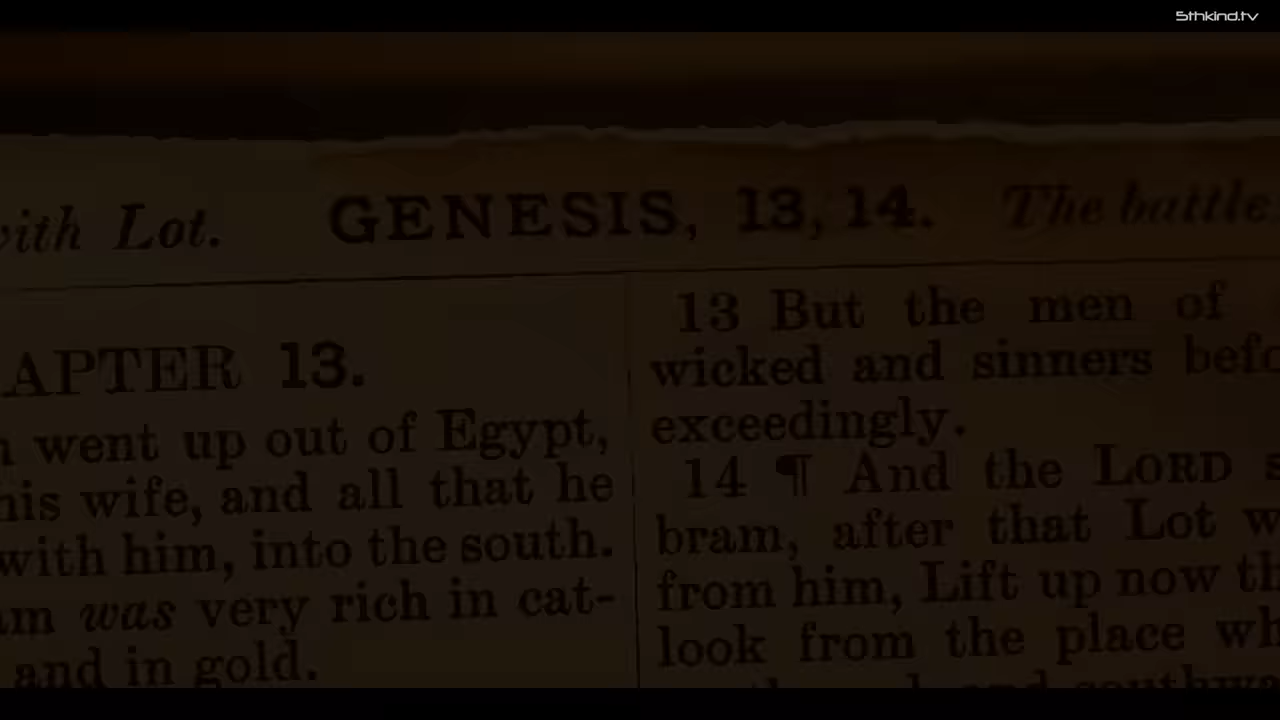 5thkind.tv
with Lot. GENESIS, 13, 14. The battle
APTER 13.
went up out of Egypt,
his wife, and all that he
with him, into the south.
am was very rich in cat-
and in gold.
13 But the men of
wicked and sinners befo
exceedingly.
14 ¶ And the LORD s
bram, after that Lot w
from him, Lift up now th
look from the place wh